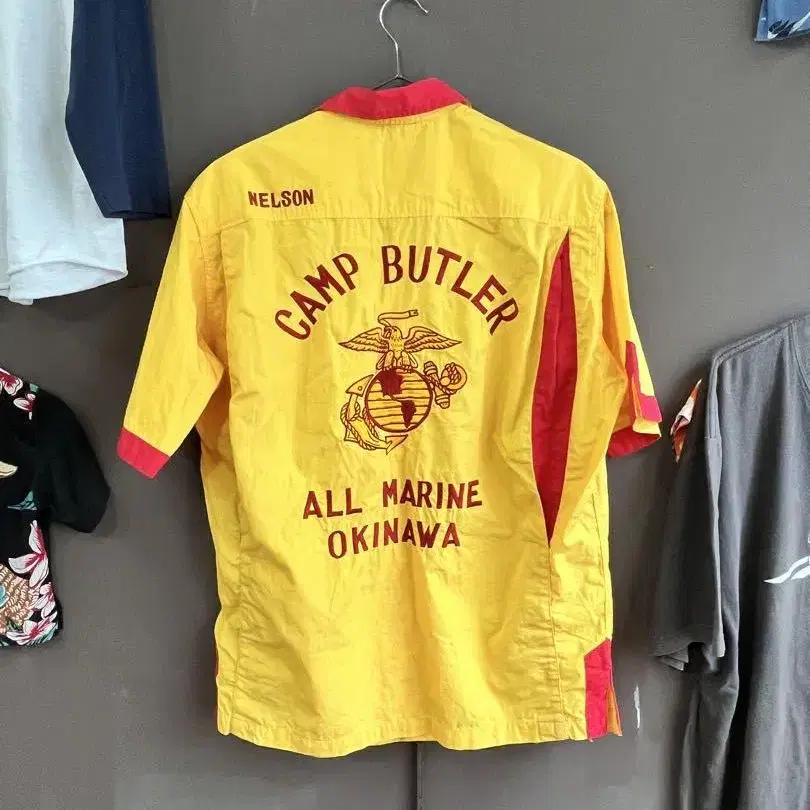 NELSON
CAMP BUTLER
ALL MARINE
OKINAWA